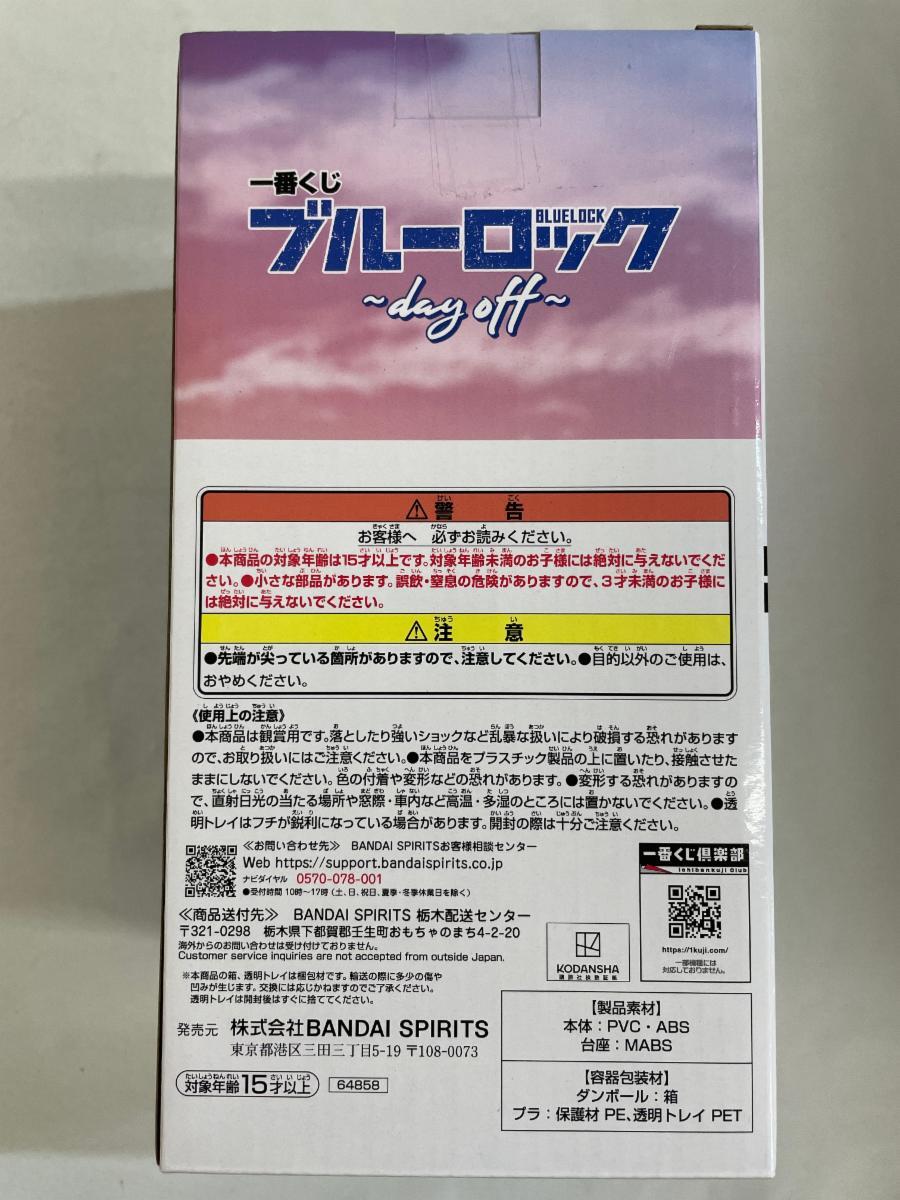 一番くじ
ブルーロック
BLUELOCK
~day off~
⚠警告
お客様へ 必ずお読みください。
●本商品の対象年齢は15才以上です。対象年齢未満のお子様には絶対に与えないでくだ
さい。●小さな部品があります。誤飲・窒息の危険がありますので、3才未満のお子様に
は絶対に与えないでください。
⚠注意
●先端が尖っている箇所がありますので、注意してください。●目的以外のご使用は、
おやめください。
《使用上の注意》
●本商品は観賞用です。落としたり強いショックなど乱暴な扱いにより破損する恐れがあります
ので、お取り扱いにはご注意ください。●本商品をプラスチック製品の上に置いたり、接触させた
ままにしないでください。色の付着や変形などの恐れがあります。●変形する恐れがありますの
で、直射日光の当たる場所や窓際・車内など高温・多湿のところには置かないでください。●透
明トレイはフチが鋭利になっている場合があります。開封の際は十分ご注意ください。
≪お問い合わせ先≫ BANDAI SPIRITSお客様相談センター
Web https://support.bandaispirits.co.jp
ナビダイヤル 0570-078-001
●受付時間 10時~17時(土、日、祝日、夏季・冬季休業日を除く)
≪商品送付先≫ BANDAI SPIRITS 栃木配送センター
〒321-0298 栃木県下都賀郡壬生町おもちゃのまち4-2-20
海外からのお問い合わせは受け付けておりません。
Customer service inquiries are not accepted from outside Japan.
※本商品の箱、透明トレイは梱包材です。輸送の際に多少の傷や
凹みが生じます。交換には応じかねますのでご了承ください。
透明トレイは開封後はすぐに捨ててください。
発売元 株式会社BANDAI SPIRITS
東京都港区三田三丁目5-19 〒108-0073
対象年齢15才以上
64858
一番くじ倶楽部
Ichibankuji Club
https://1kuji.com/
一部機種には
対応しておりません。
KODANSHA
講談社検動証紙
【製品素材】
本体:PVC・ABS
台座:MABS
【容器包装材】
ダンボール:箱
プラ:保護材 PE、透明トレイ PET